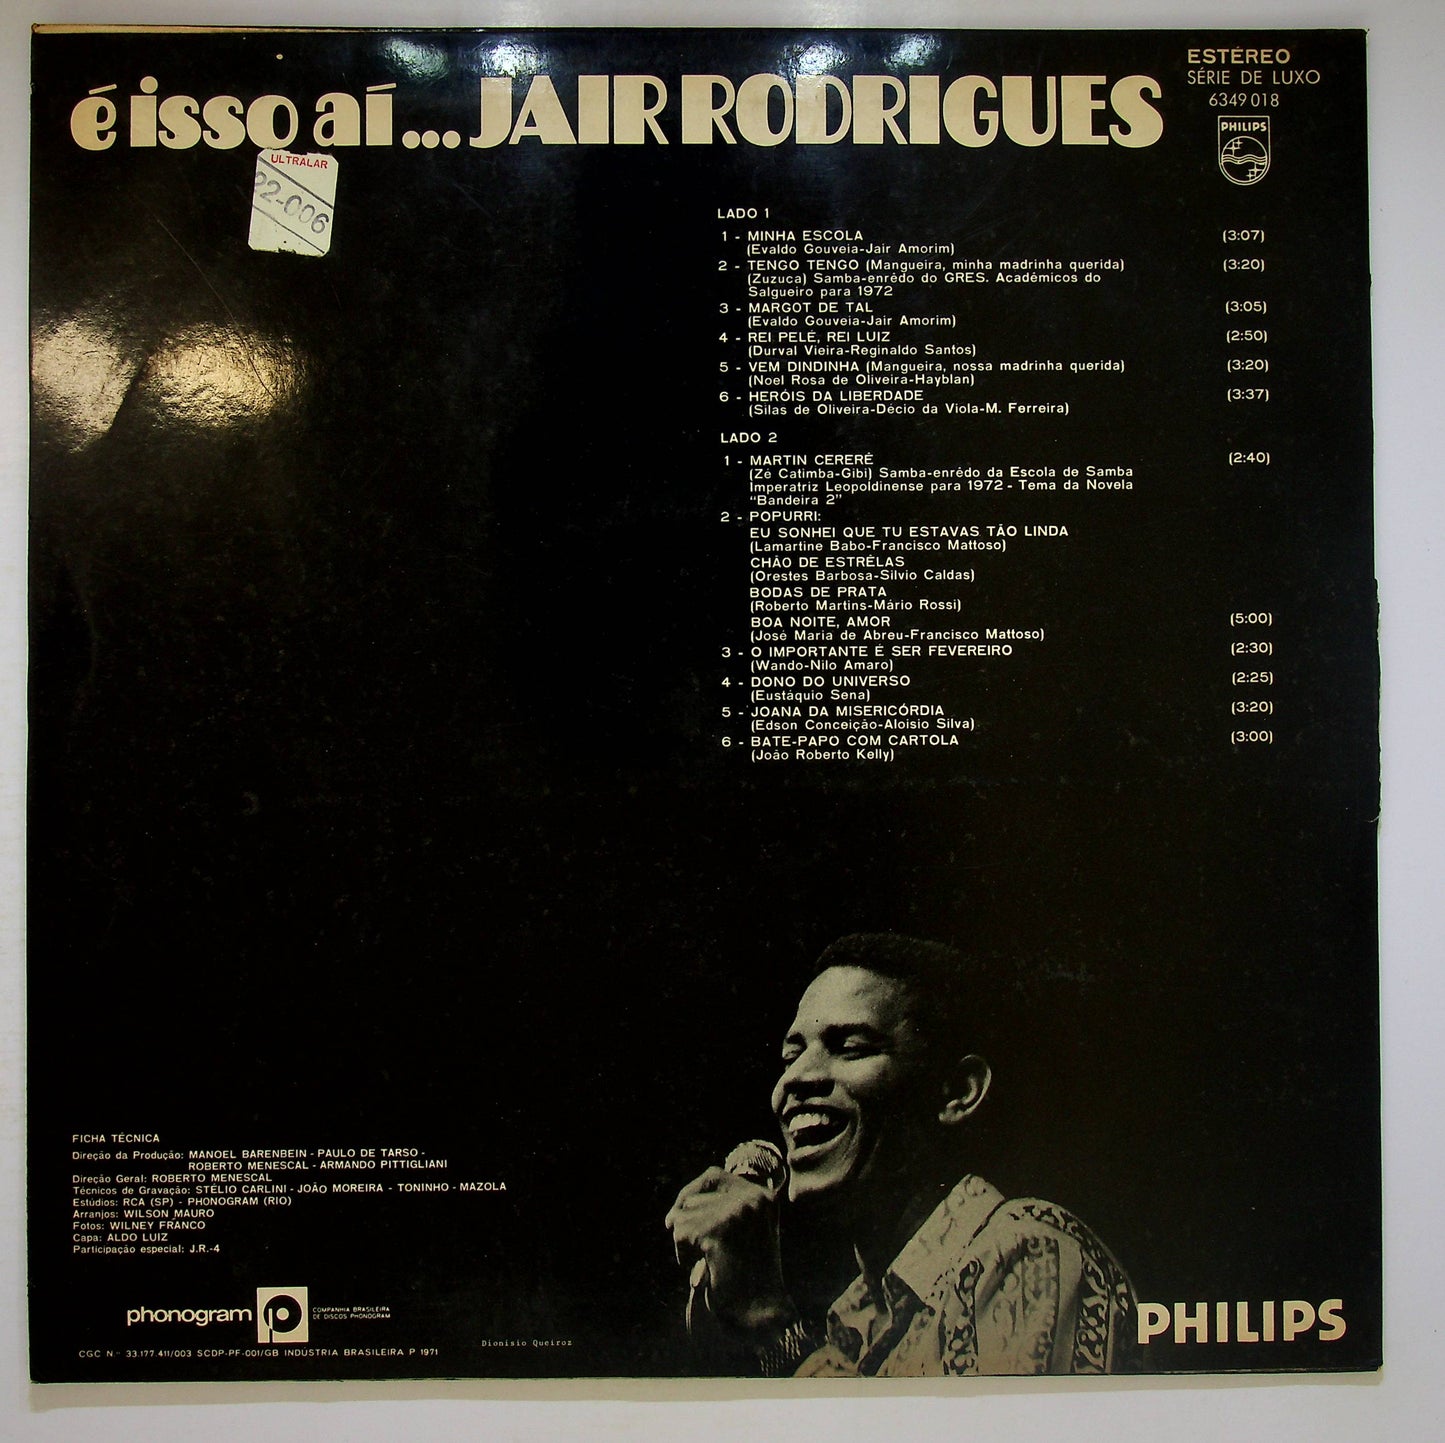 é isso aí... JAIR RODRIGUES
ESTÉREO
SÉRIE DE LUXO
6349 018
PHILIPS
ULTRALAR
22-006
LADO 1
1 - MINHA ESCOLA (3:07)
(Evaldo Gouveia-Jair Amorim)
2 - TENGO TENGO (Mangueira, minha madrinha querida) (3:20)
(Zuzuca) Samba-enrêdo do GRES. Acadêmicos do
Salgueiro para 1972
3 - MARGOT DE TAL (3:05)
(Evaldo Gouveia-Jair Amorim)
4 - REI PELÉ, REI LUIZ (2:50)
(Durval Vieira-Reginaldo Santos)
5 - VEM DINDINHA (Mangueira, nossa madrinha querida) (3:20)
(Noel Rosa de Oliveira-Hayblan)
6 - HERÓIS DA LIBERDADE (3:37)
(Silas de Oliveira-Décio da Viola-M. Ferreira)
LADO 2
1 - MARTIN CERERÊ (2:40)
(Zé Catimba-Gibi) Samba-enrêdo da Escola de Samba
Imperatriz Leopoldinense para 1972 - Tema da Novela
“Bandeira 2”
2 - POPURRI:
EU SONHEI QUE TU ESTAVAS TÃO LINDA
(Lamartine Babo-Francisco Mattoso)
CHÃO DE ESTRÊLAS
(Orestes Barbosa-Silvio Caldas)
BODAS DE PRATA
(Roberto Martins-Mário Rossi)
BOA NOITE, AMOR (5:00)
(José Maria de Abreu-Francisco Mattoso)
3 - O IMPORTANTE É SER FEVEREIRO (2:30)
(Wando-Nilo Amaro)
4 - DONO DO UNIVERSO (2:25)
(Eustáquio Sena)
5 - JOANA DA MISERICÓRDIA (3:20)
(Edson Conceição-Aloisio Silva)
6 - BATE-PAPO COM CARTOLA (3:00)
(João Roberto Kelly)
FICHA TÉCNICA
Direção da Produção: MANOEL BARENBEIN - PAULO DE TARSO -
ROBERTO MENESCAL - ARMANDO PITTIGLIANI
Direção Geral: ROBERTO MENESCAL
Técnicos de Gravação: STÉLIO CARLINI - JOÃO MOREIRA - TONINHO - MAZOLA
Estúdios: RCA (SP) - PHONOGRAM (RIO)
Arranjos: WILSON MAURO
Fotos: WILNEY FRANCO
Capa: ALDO LUIZ
Participação especial: J.R.-4
phonogram
COMPANHIA BRASILEIRA
DE DISCOS PHONOGRAM
CGC N.º 33.177.411/003 SCDP-PF-001/GB INDÚSTRIA BRASILEIRA P 1971
Dionisio Queiroz
PHILIPS